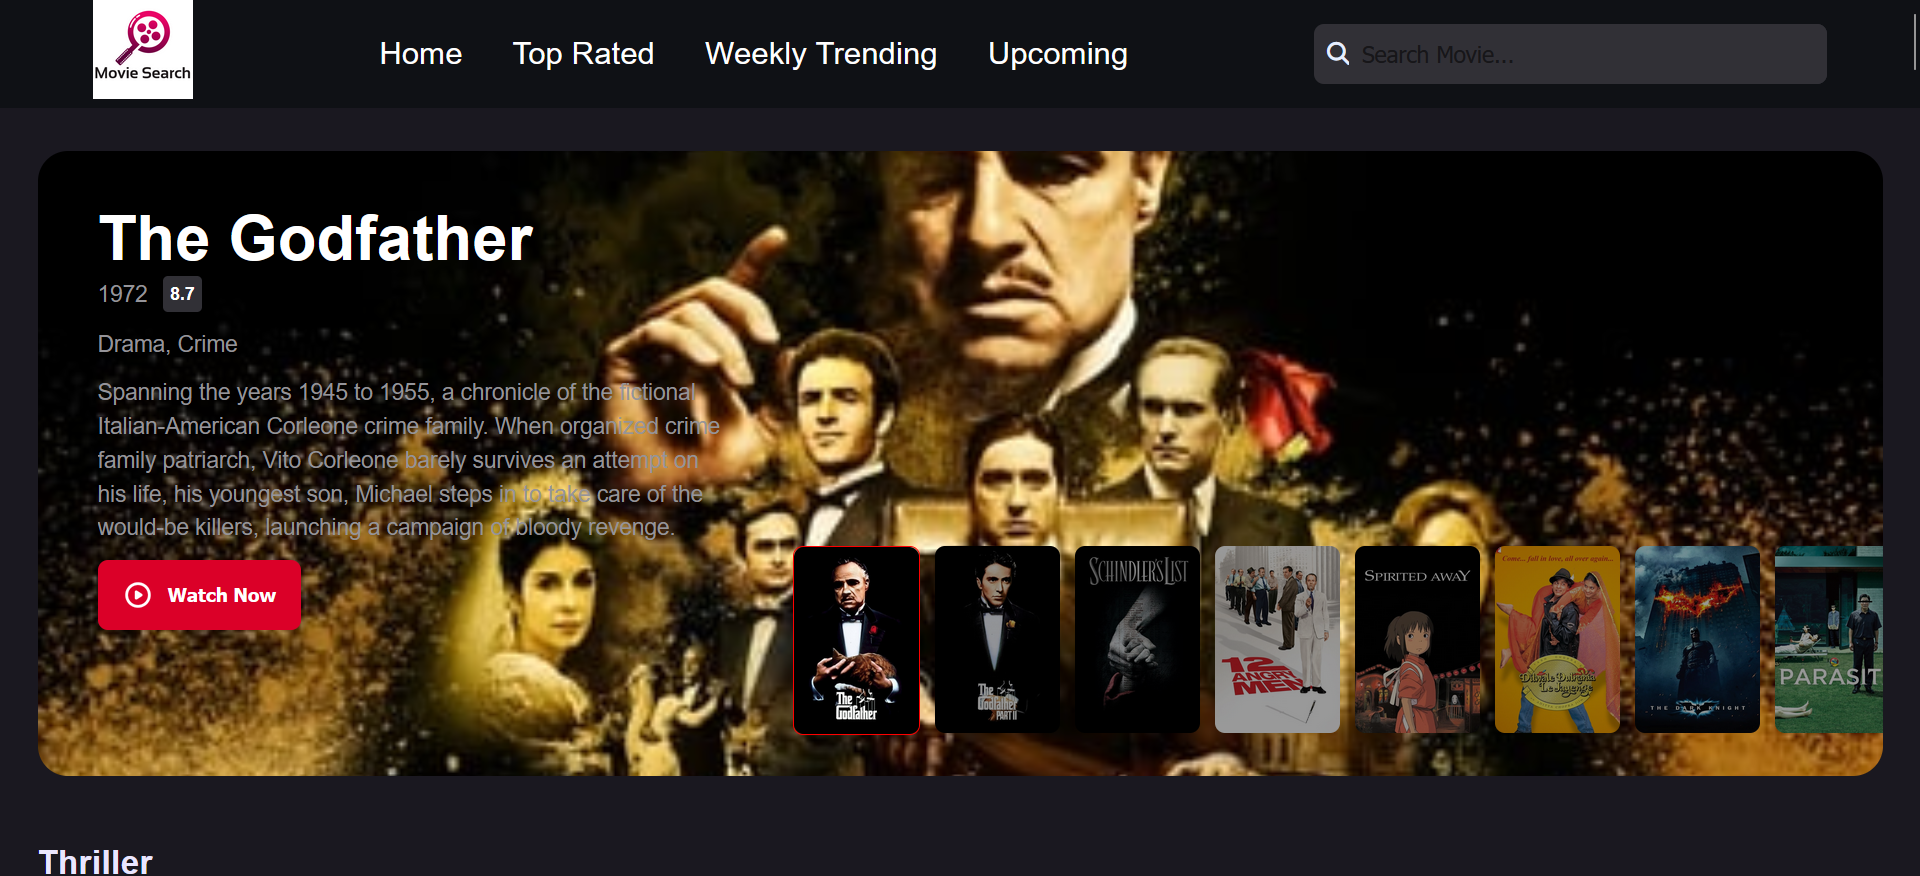 Movie Search
Home
Top Rated
Weekly Trending
Upcoming
Search Movie...
The Godfather
1972
8.7
Drama, Crime
Spanning the years 1945 to 1955, a chronicle of the fictional
Italian-American Corleone crime family. When organized crime
family patriarch, Vito Corleone barely survives an attempt on
his life, his youngest son, Michael steps in to take care of the
would-be killers, launching a campaign of bloody revenge.
Watch Now
The
Godfather
The
Godfather
PART II
SCHINDLER'S LIST
12
ANGRY
MEN
SPIRITED AWAY
Come... fall in love, all over again...
Dilwale Dulhania
Le Jayenge
THE DARK KNIGHT
PARASIT
Thriller